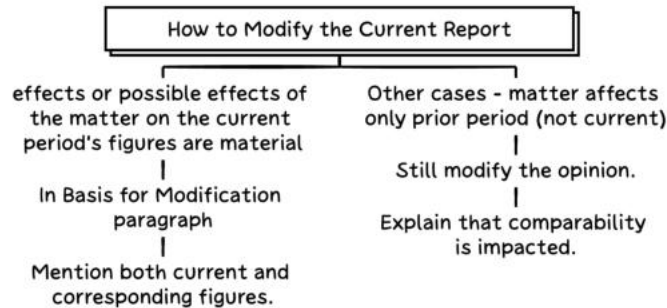 How to Modify the Current Report
effects or possible effects of
the matter on the current
period's figures are material
In Basis for Modification
paragraph
Mention both current and
corresponding figures.
Other cases - matter affects
only prior period (not current)
Still modify the opinion.
Explain that comparability
is impacted.